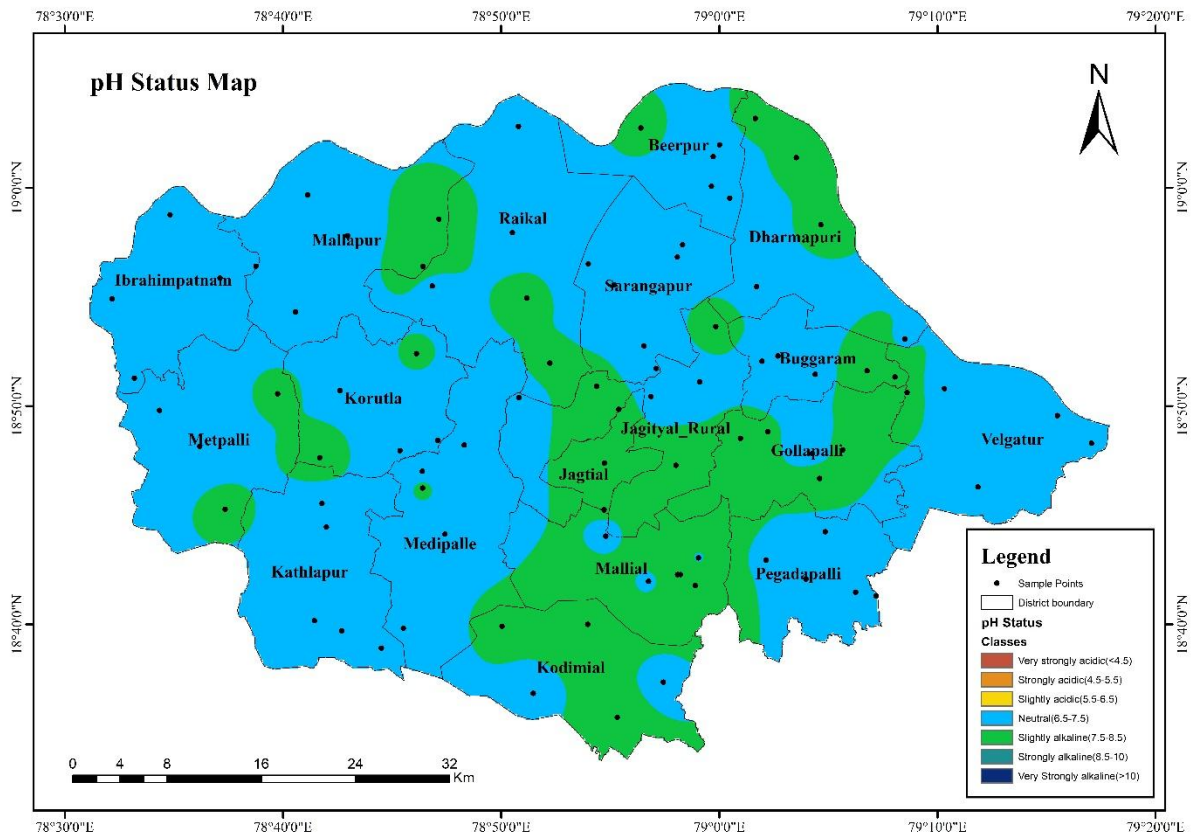 78°30'0"E 78°40'0"E 78°50'0"E 79°0'0"E 79°10'0"E 79°20'0"E
pH Status Map
N
Beerpur
19°0'0"N 19°0'0"N
Raikal
Mallapur
Dharmapuri
Ibrahimpatnam
Sarangapur
Buggaram
Korutla
18°50'0"N 18°50'0"N
Metpalli
Jagityal_Rural
Velgatur
Gollapalli
Jagtial
Medipalle
Legend
Kathlapur
Mallial
Pegadapalli
Sample Points
District boundary
18°40'0"N 18°40'0"N
pH Status
Classes
Kodimial
Very strongly acidic(<4.5)
Strongly acidic(4.5-5.5)
Slightly acidic(5.5-6.5)
Neutral(6.5-7.5)
Slightly alkaline(7.5-8.5)
Strongly alkaline(8.5-10)
Very Strongly alkaline(>10)
0 4 8 16 24 32
Km
78°30'0"E 78°40'0"E 78°50'0"E 79°0'0"E 79°10'0"E 79°20'0"E